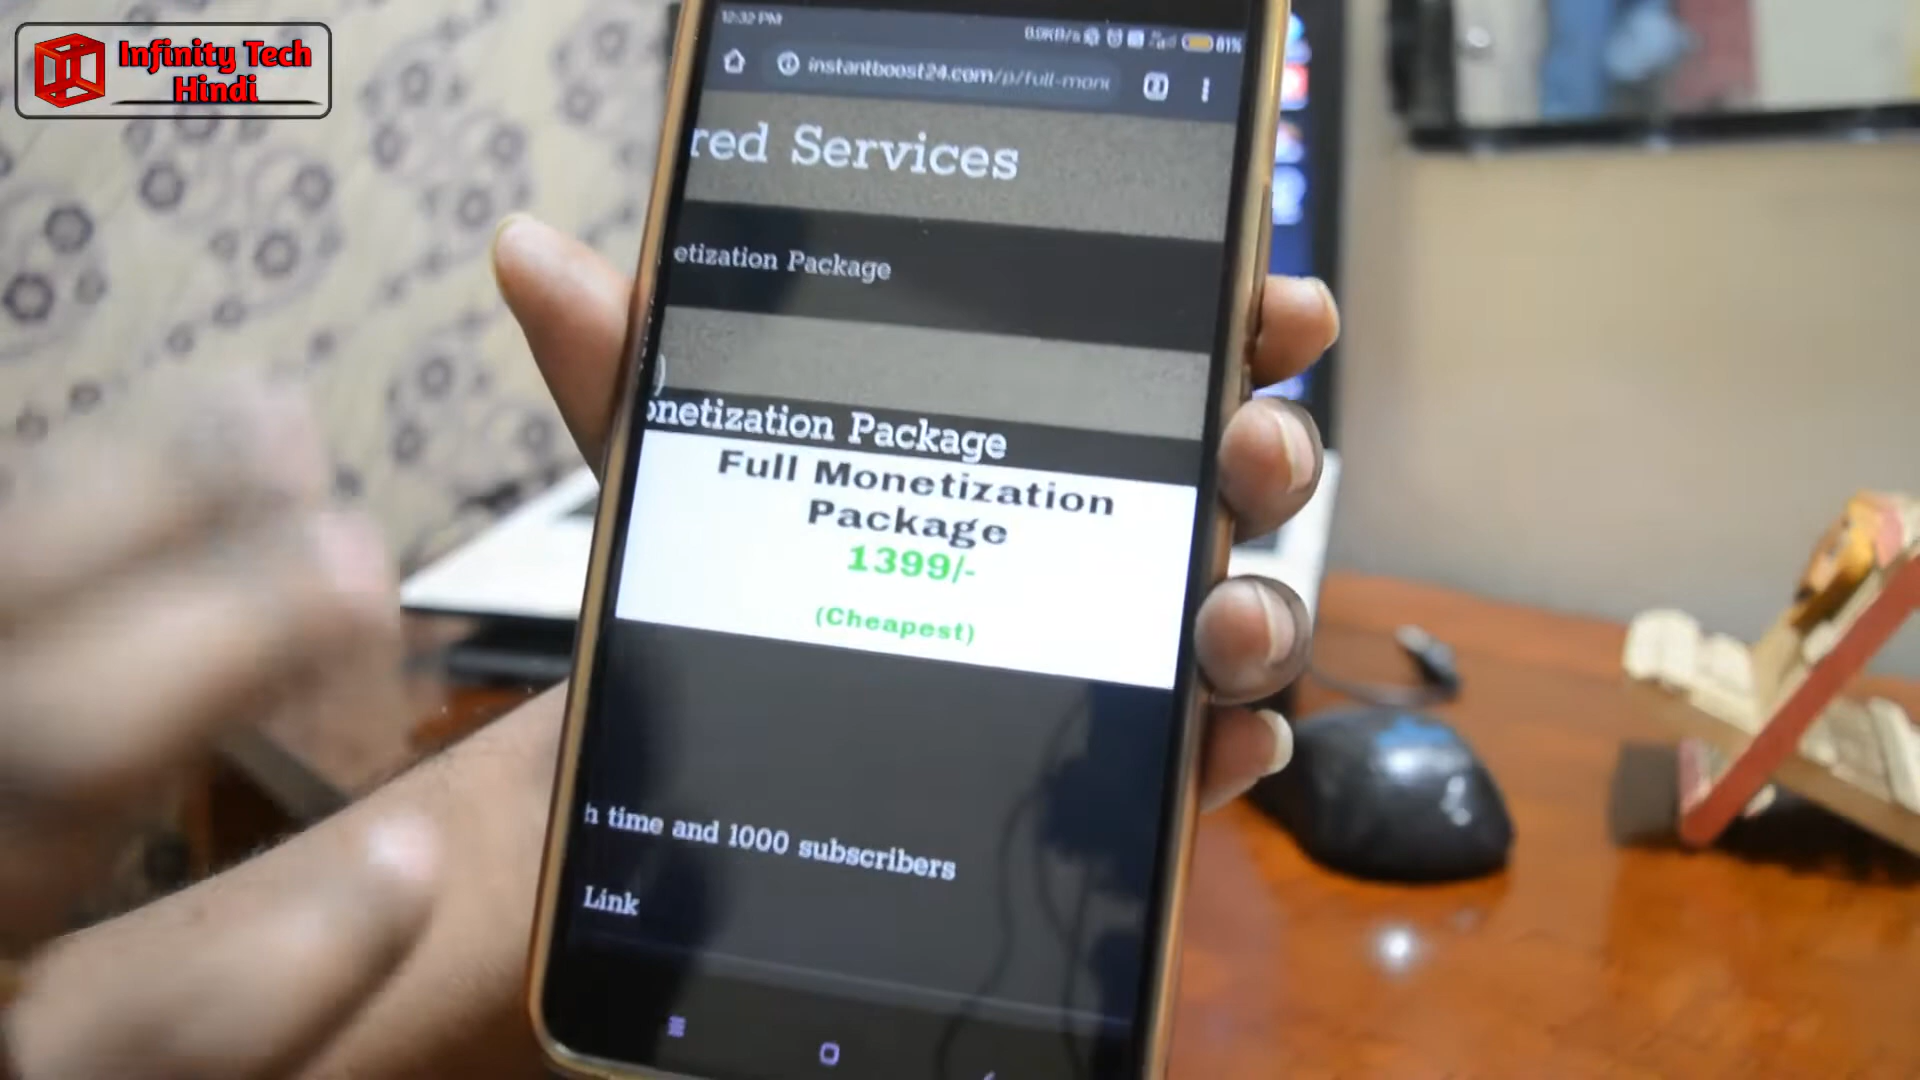 Infinity Tech
Hindi
12:32 PM
81%
instantboost24.com/p/full-mon
red Services
etization Package
)
onetization Package
Full Monetization
Package
1399/-
(Cheapest)
h time and 1000 subscribers
Link